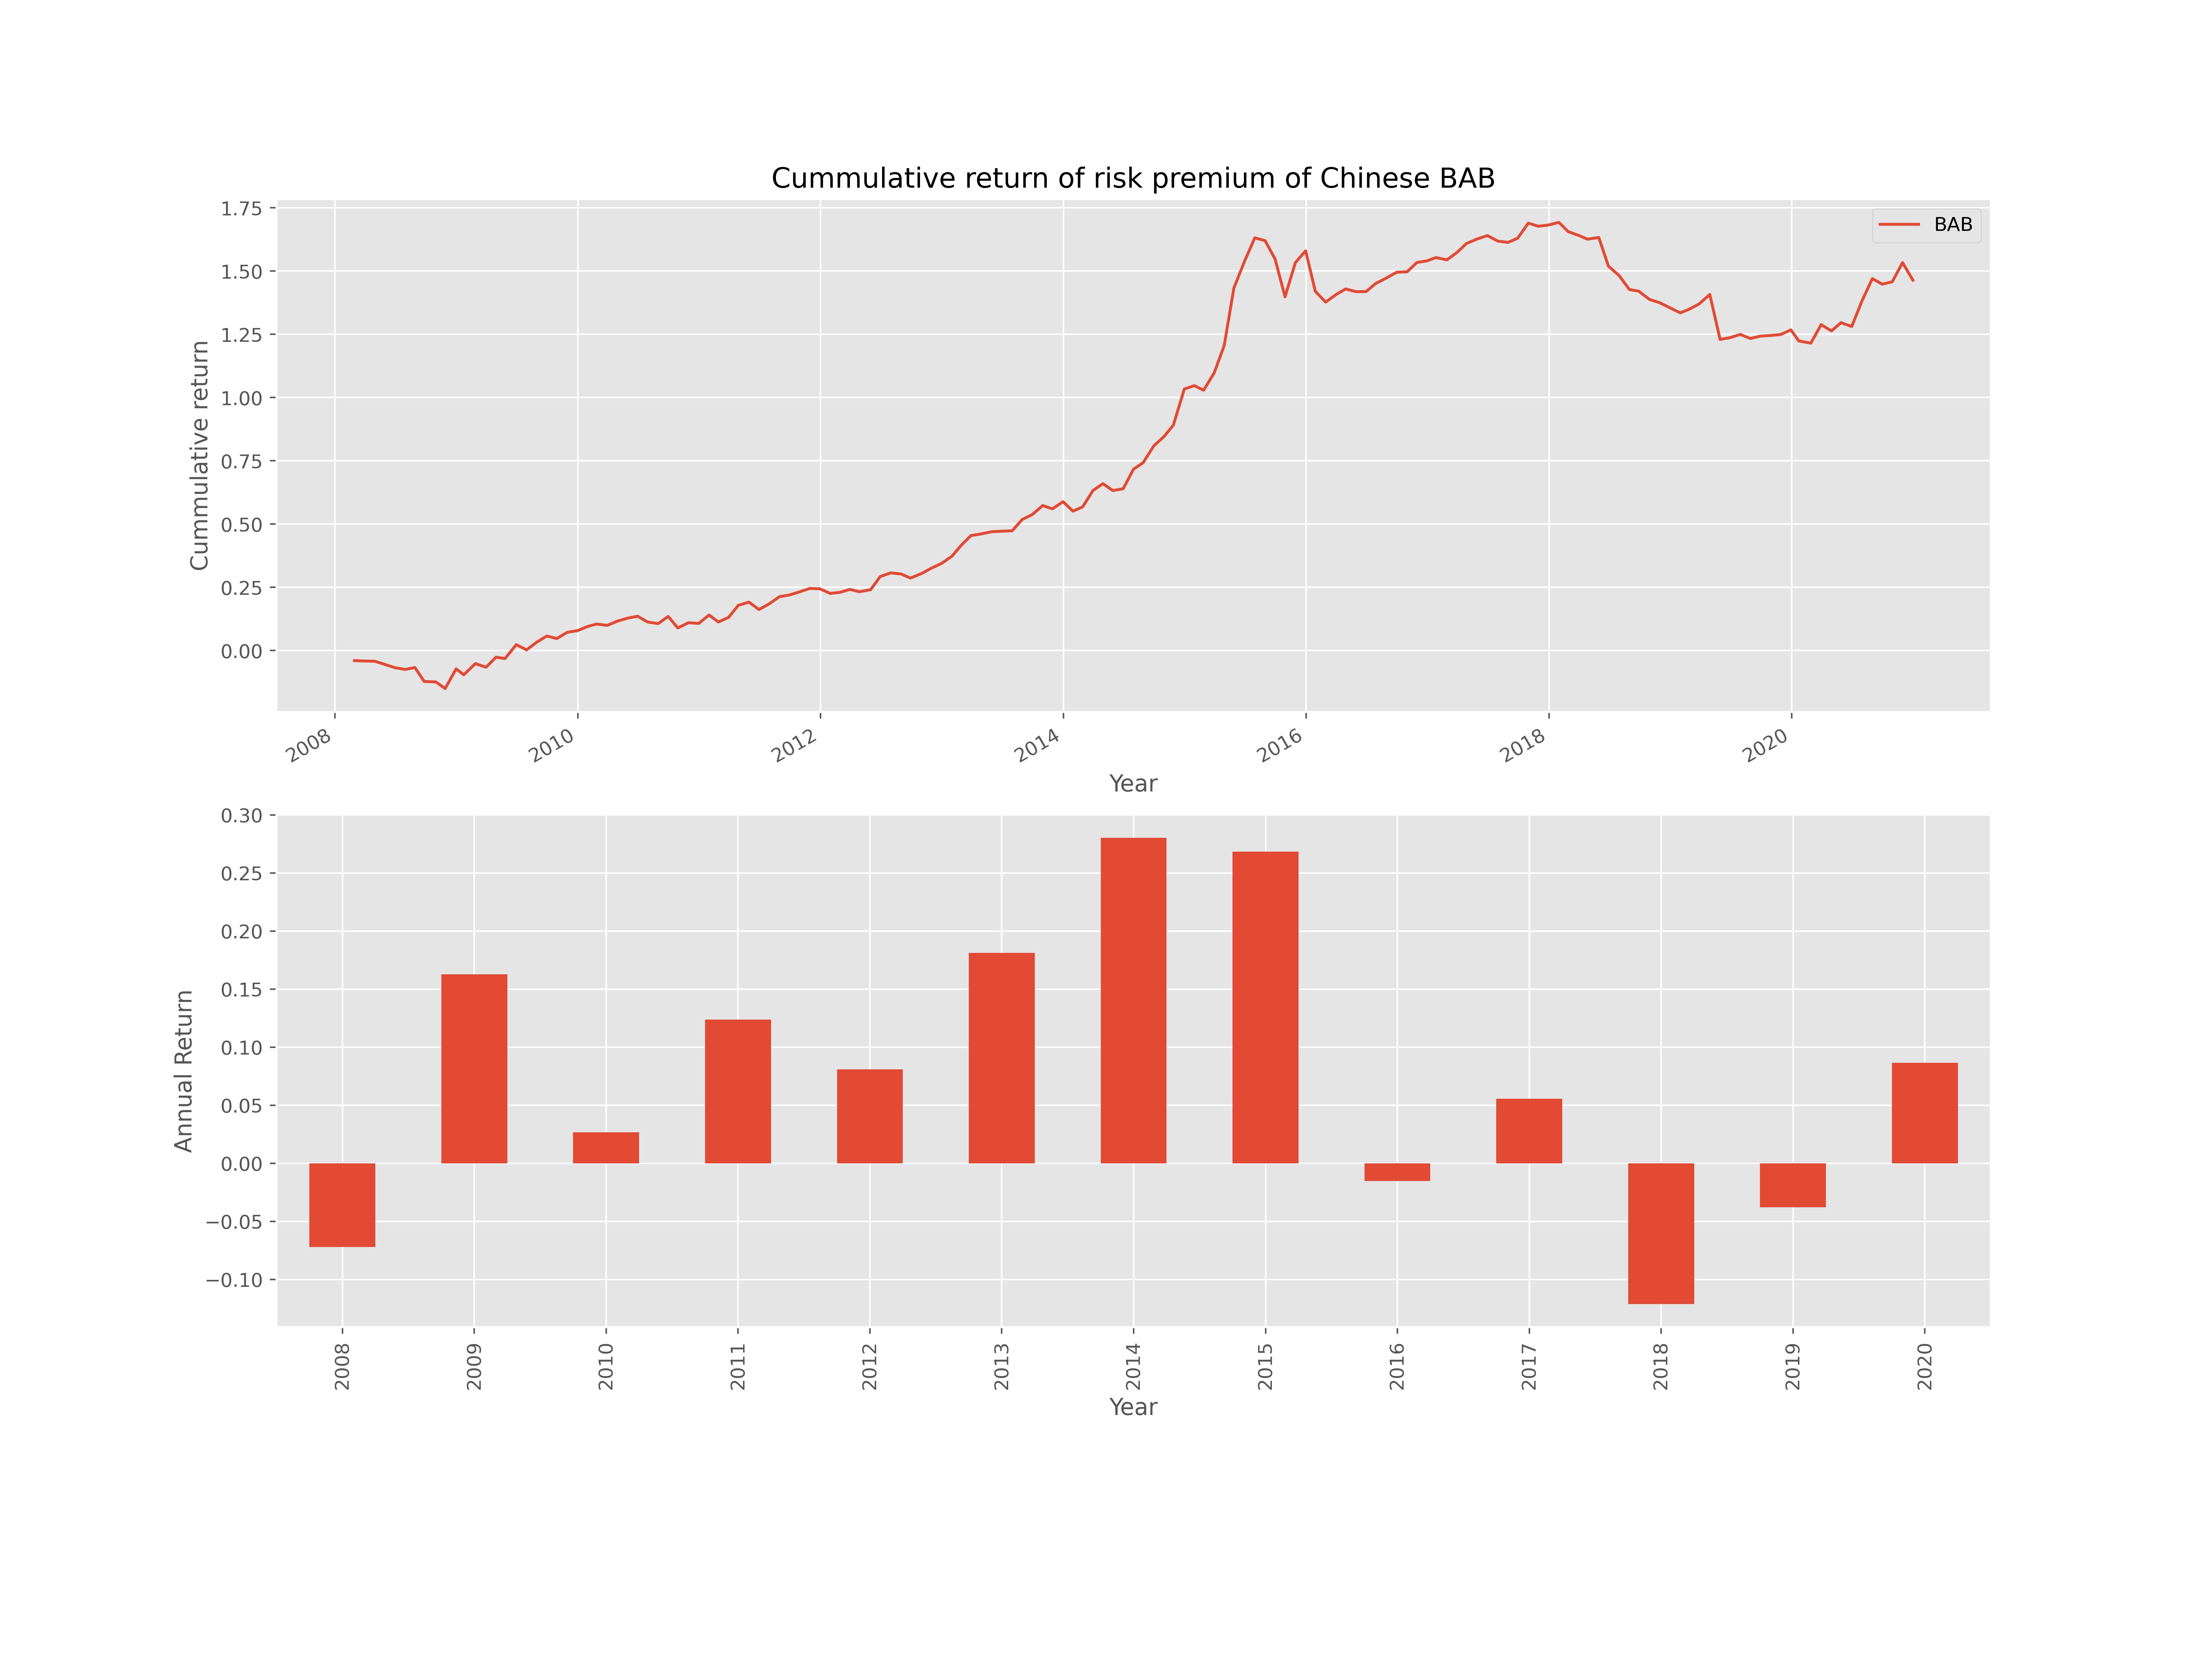 Cummulative return of risk premium of Chinese BAB
BAB
Cummulative return
1.75
1.50
1.25
1.00
0.75
0.50
0.25
0.00
2008 2010 2012 2014 2016 2018 2020
Year
Annual Return
0.30
0.25
0.20
0.15
0.10
0.05
0.00
−0.05
−0.10
2008 2009 2010 2011 2012 2013 2014 2015 2016 2017 2018 2019 2020
Year